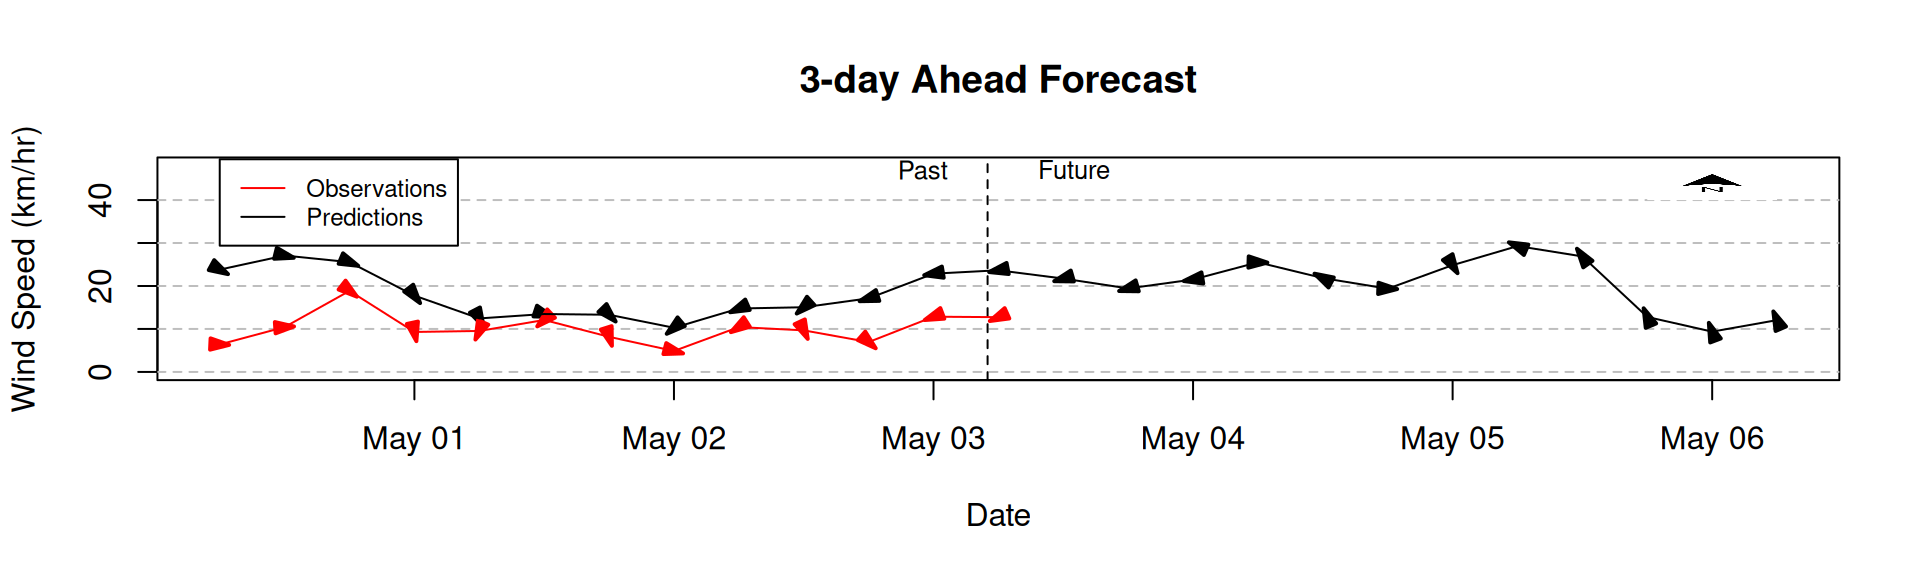 3-day Ahead Forecast
Wind Speed (km/hr)
40
20
0
Observations
Predictions
Past
Future
N
May 01
May 02
May 03
May 04
May 05
May 06
Date